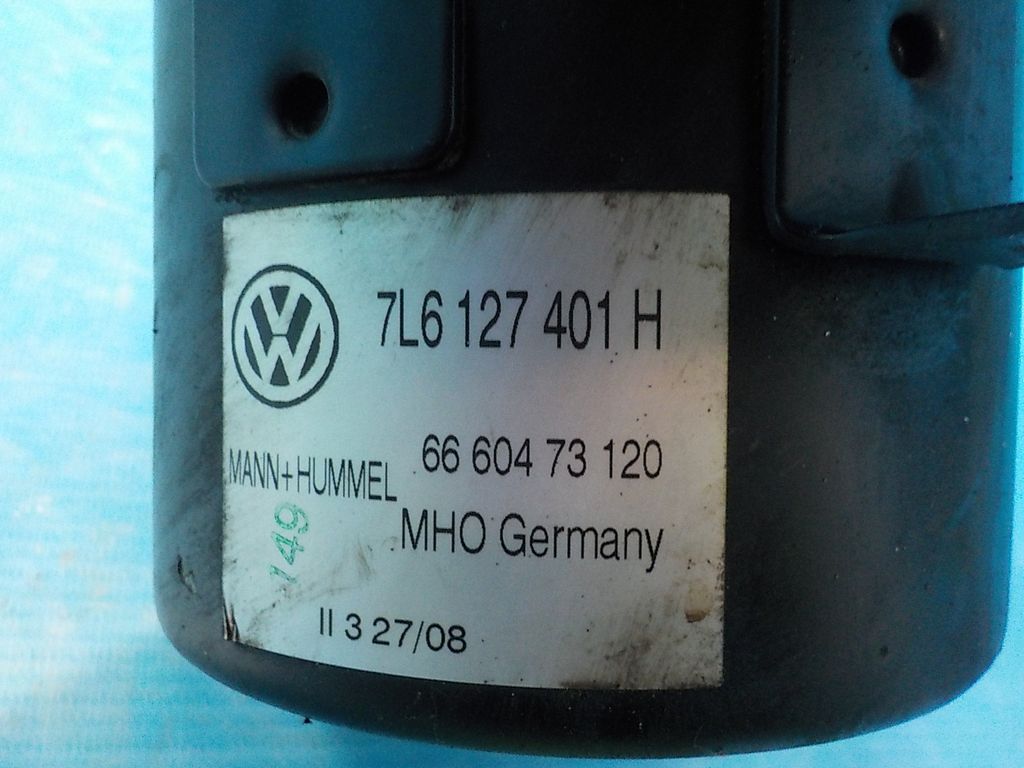 7L6 127 401 H
66 604 73 120
MANN+HUMMEL
MHO Germany
149
II 3 27/08